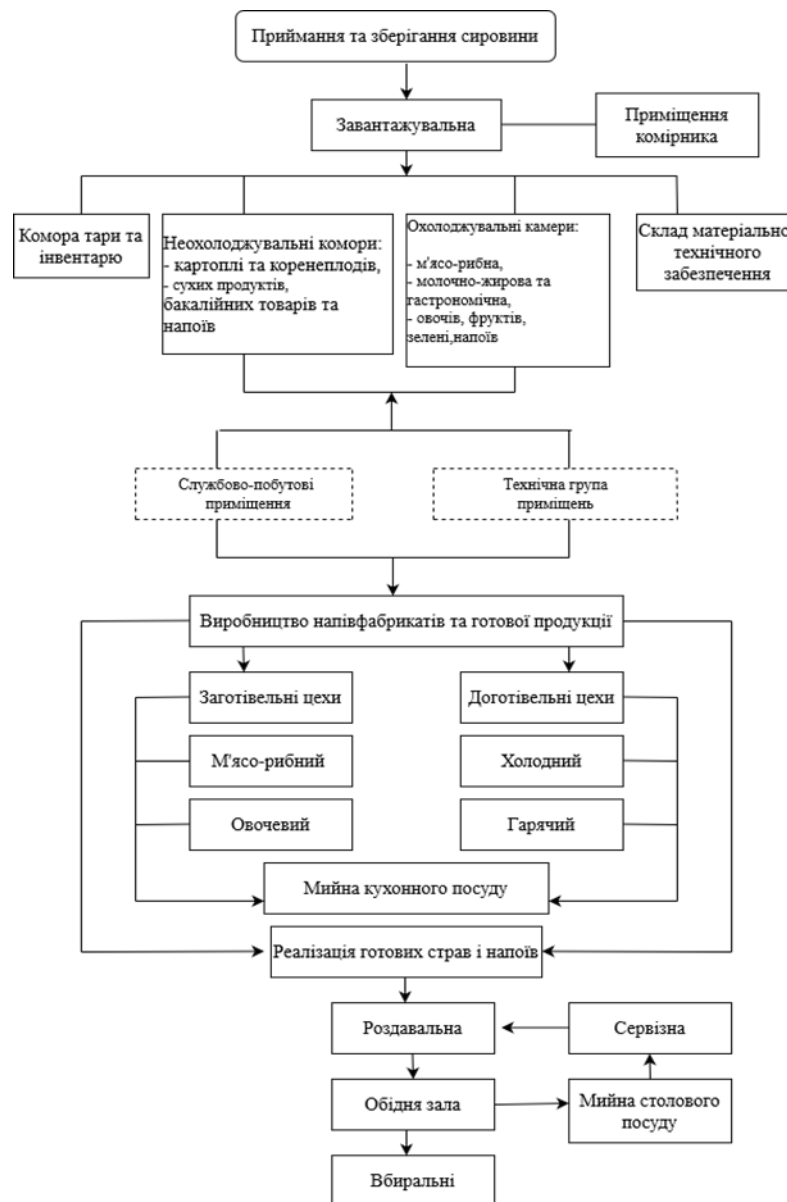 Приймання та зберігання сировини
Завантажувальна
Приміщення
комірника
Комора тари та
інвентарю
Неохолоджувальні комори:
- картоплі та коренеплодів,
- сухих продуктів,
бакалійних товарів та
напоїв
Охолоджувальні камери:
- м'ясо-рибна,
- молочно-жирова та
гастрономічна,
- овочів, фруктів,
зелені,напоїв
Склад матеріально
технічного
забезпечення
Службово-побутові
приміщення
Технічна група
приміщень
Виробництво напівфабрикатів та готової продукції
Заготівельні цехи
Доготівельні цехи
М'ясо-рибний
Холодний
Овочевий
Гарячий
Мийна кухонного посуду
Реалізація готових страв і напоїв
Роздавальна
Сервізна
Обідня зала
Мийна столового
посуду
Вбиральні